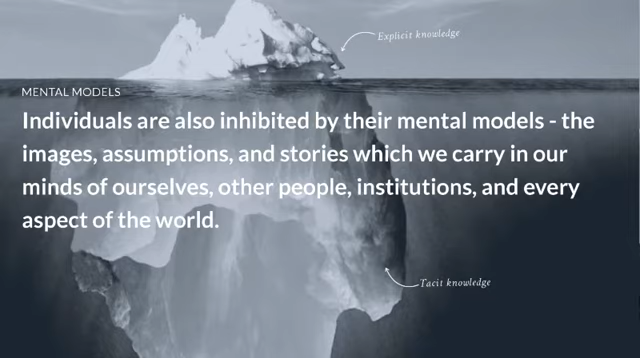 Explicit knowledge
MENTAL MODELS
Individuals are also inhibited by their mental models - the
images, assumptions, and stories which we carry in our
minds of ourselves, other people, institutions, and every
aspect of the world.
Tacit knowledge